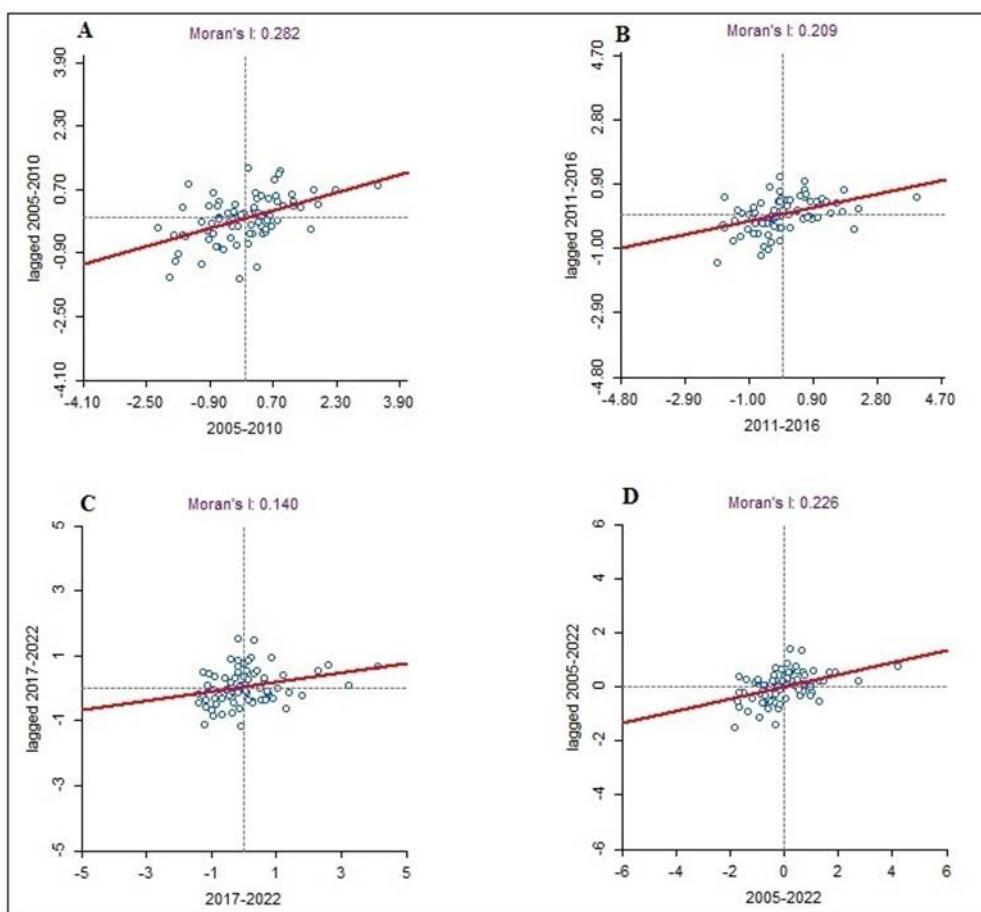 A
Moran's I: 0.282
3.90
2.30
0.70
-0.90
-2.50
-4.10
lagged 2005-2010
-4.10 -2.50 -0.90 0.70 2.30 3.90
2005-2010
B
Moran's I: 0.209
4.70
2.80
0.90
-1.00
-2.90
-4.80
lagged 2011-2016
-4.80 -2.90 -1.00 0.90 2.80 4.70
2011-2016
C
Moran's I: 0.140
5
3
1
-1
-3
-5
lagged 2017-2022
-5 -3 -1 1 3 5
2017-2022
D
Moran's I: 0.226
6
4
2
0
-2
-4
-6
lagged 2005-2022
-6 -4 -2 0 2 4 6
2005-2022